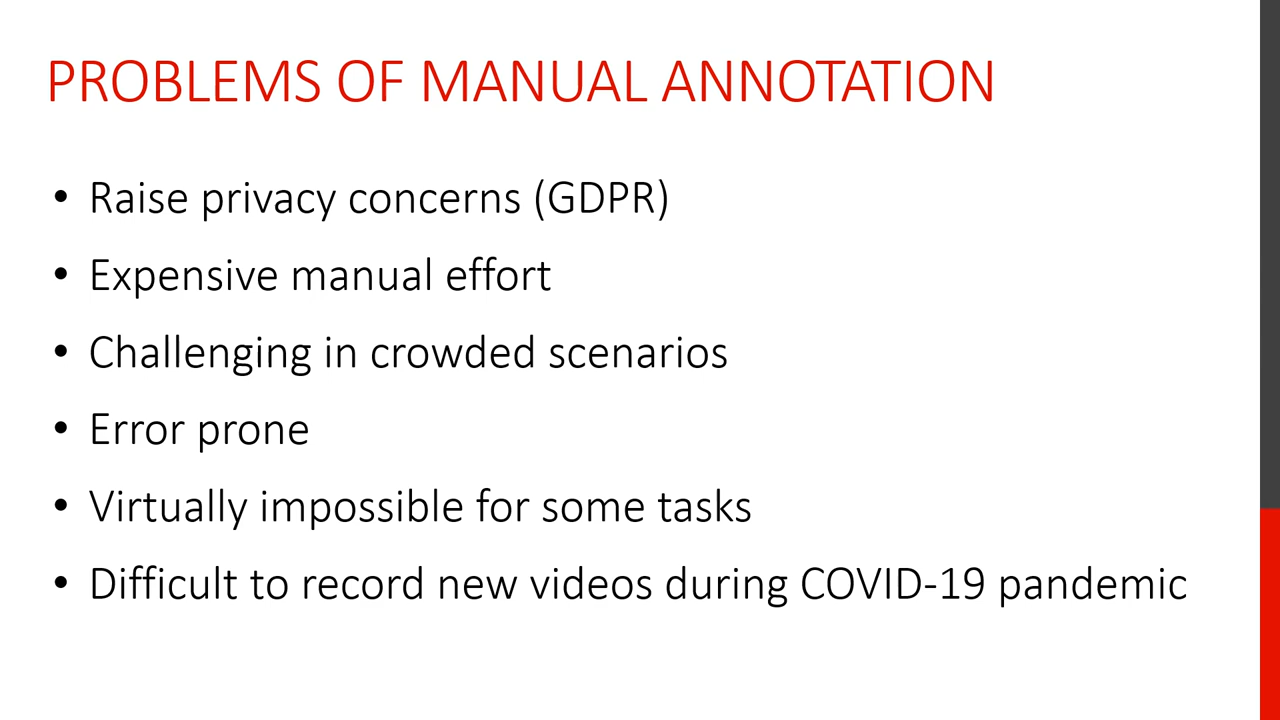 PROBLEMS OF MANUAL ANNOTATION
• Raise privacy concerns (GDPR)
• Expensive manual effort
• Challenging in crowded scenarios
• Error prone
• Virtually impossible for some tasks
• Difficult to record new videos during COVID-19 pandemic